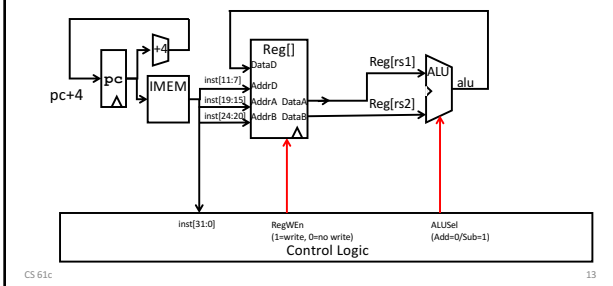 +4
Reg[]
DataD
Reg[rs1]
pc
IMEM
inst[11:7]
AddrD
ALU
alu
pc+4
inst[19:15]
AddrA DataA
Reg[rs2]
inst[24:20]
AddrB DataB
inst[31:0]
RegWEn
(1=write, 0=no write)
ALUSel
(Add=0/Sub=1)
Control Logic
CS 61c
13